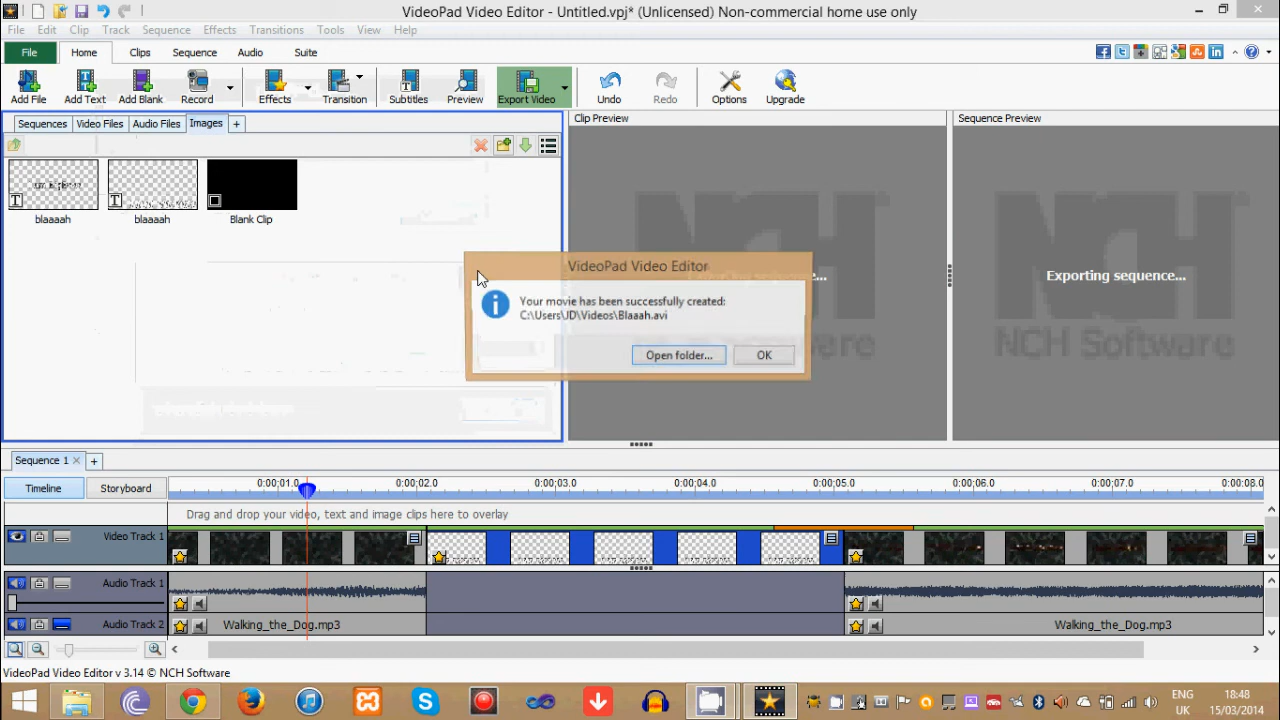 VideoPad Video Editor - Untitled.vpj* (Unlicensed) Non-commercial home use only
File Edit Clip Track Sequence Effects Transitions Tools View Help
File Home Clips Sequence Audio Suite
Add File Add Text Add Blank Record Effects Transition Subtitles Preview Export Video Undo Redo Options Upgrade
Sequences Video Files Audio Files Images +
Clip Preview
Sequence Preview
blaaaah blaaaah Blank Clip
NCH Software
Exporting sequence...
NCH Software
VideoPad Video Editor
Your movie has been successfully created:
C:\Users\JD\Videos\Blaaah.avi
Open folder... OK
Sequence 1 × +
Timeline Storyboard
0:00:01.0 0:00:02.0 0:00:03.0 0:00:04.0 0:00:05.0 0:00:06.0 0:00:07.0 0:00:08.0
Drag and drop your video, text and image clips here to overlay
Video Track 1
Audio Track 1
Audio Track 2 Walking_the_Dog.mp3 Walking_the_Dog.mp3
VideoPad Video Editor v 3.14 © NCH Software
ENG 18:48
UK 15/03/2014